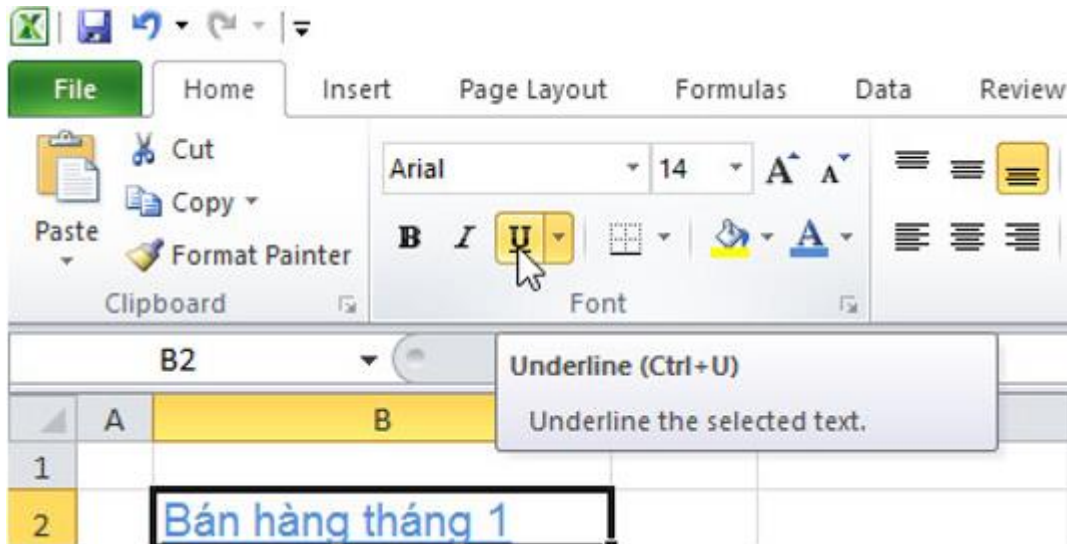 File Home Insert Page Layout Formulas Data Review
Cut
Arial 14 A A
Copy
Paste
B I U A
Format Painter
Clipboard Font
B2
Underline (Ctrl+U)
Underline the selected text.
A B
1
2 Bán hàng tháng 1